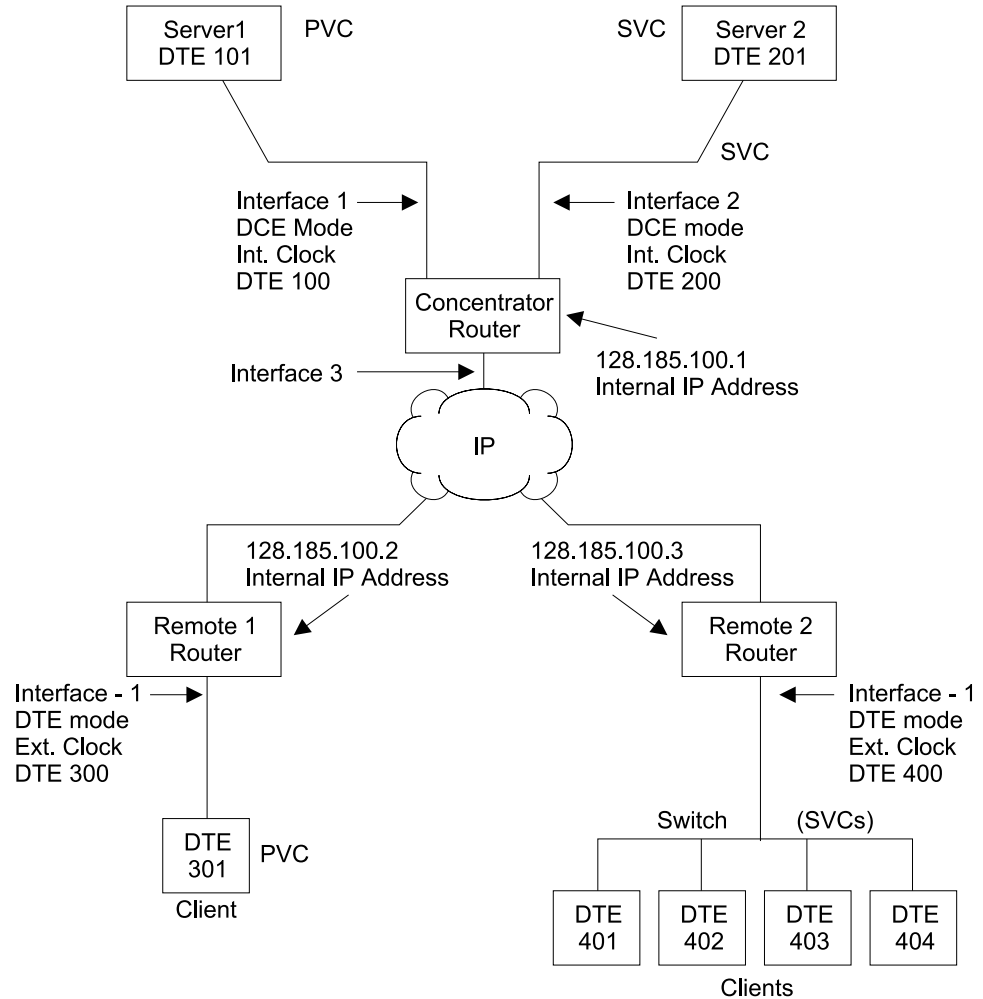 Server1
DTE 101
PVC
SVC
Server 2
DTE 201
SVC
Interface 1
DCE Mode
Int. Clock
DTE 100
Interface 2
DCE mode
Int. Clock
DTE 200
Concentrator
Router
128.185.100.1
Internal IP Address
Interface 3
IP
128.185.100.2
Internal IP Address
128.185.100.3
Internal IP Address
Remote 1
Router
Remote 2
Router
Interface - 1
DTE mode
Ext. Clock
DTE 300
Interface - 1
DTE mode
Ext. Clock
DTE 400
DTE
301
PVC
Client
Switch
(SVCs)
DTE
401
DTE
402
DTE
403
DTE
404
Clients